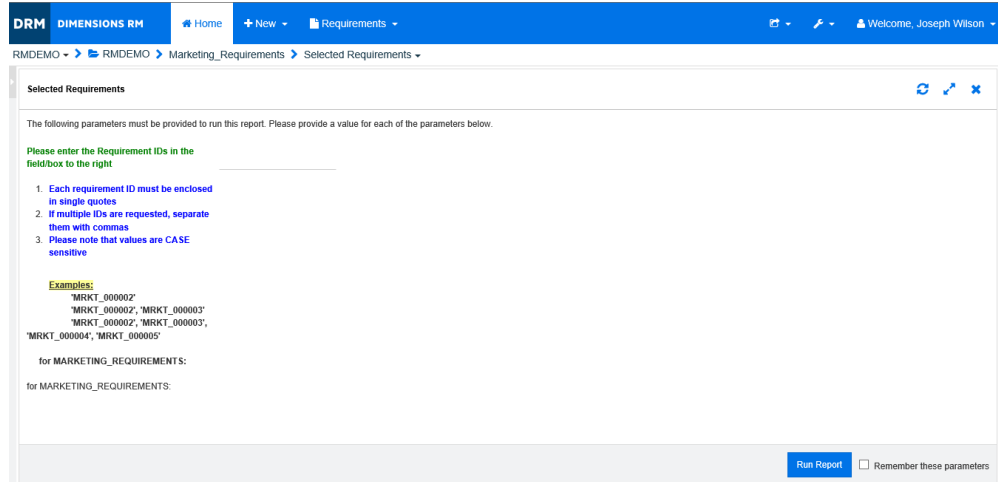 DRM DIMENSIONS RM Home + New Requirements Welcome, Joseph Wilson
RMDEMO RMDEMO Marketing_Requirements Selected Requirements
Selected Requirements
The following parameters must be provided to run this report. Please provide a value for each of the parameters below.
Please enter the Requirement IDs in the
field/box to the right
1. Each requirement ID must be enclosed
in single quotes
2. If multiple IDs are requested, separate
them with commas
3. Please note that values are CASE
sensitive
Examples:
'MRKT_000002'
'MRKT_000002', 'MRKT_000003'
'MRKT_000002', 'MRKT_000003',
'MRKT_000004', 'MRKT_000005'
for MARKETING_REQUIREMENTS:
for MARKETING_REQUIREMENTS:
Run Report Remember these parameters